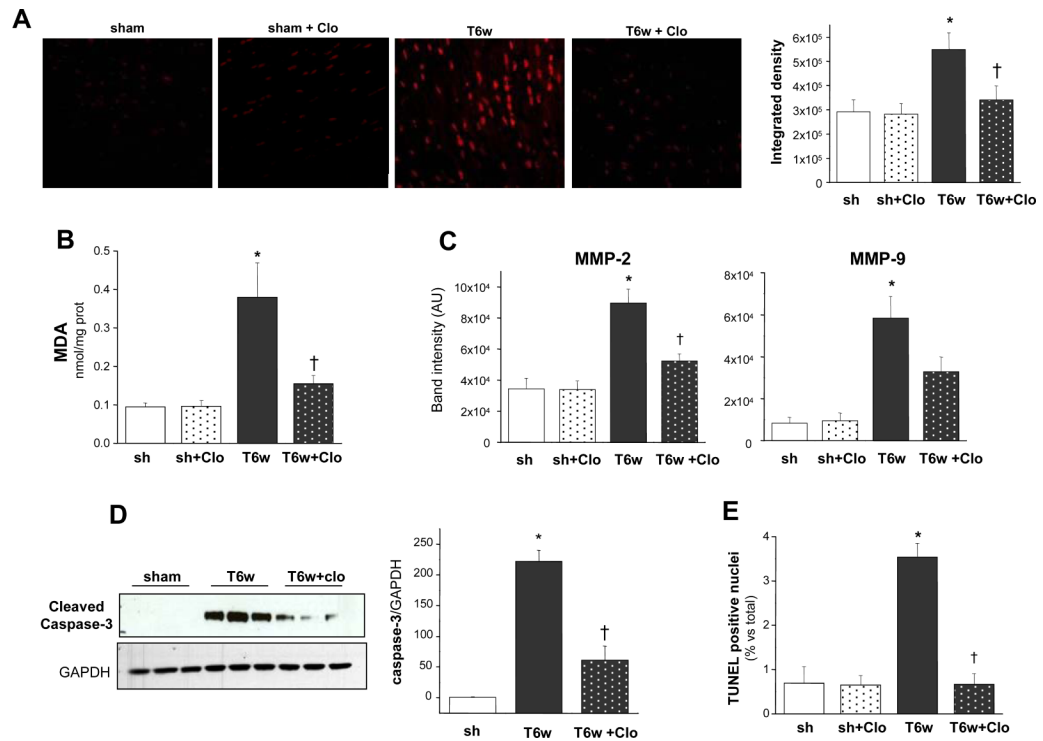 A
sham
sham + Clo
T6w
T6w + Clo
Integrated density
6x10⁵
5x10⁵
4x10⁵
3x10⁵
2x10⁵
1x10⁵
0
*
†
sh
sh+Clo
T6w
T6w+Clo
B
MDA
nmol/mg prot
0.5
0.4
0.3
0.2
0.1
0.0
*
†
sh
sh+Clo
T6w
T6w+Clo
C
MMP-2
Band intensity (AU)
10x10⁴
8x10⁴
6x10⁴
4x10⁴
2x10⁴
0
*
†
sh
sh+Clo
T6w
T6w +Clo
MMP-9
8x10⁴
6x10⁴
4x10⁴
2x10⁴
0
*
sh
sh+Clo
T6w
T6w +Clo
D
sham
T6w
T6w+clo
Cleaved
Caspase-3
GAPDH
caspase-3/GAPDH
250
200
150
100
50
0
*
†
sh
T6w
T6w +Clo
E
TUNEL positive nuclei
(% vs total)
4
3
2
1
0
*
†
sh
sh+Clo
T6w
T6w+Clo